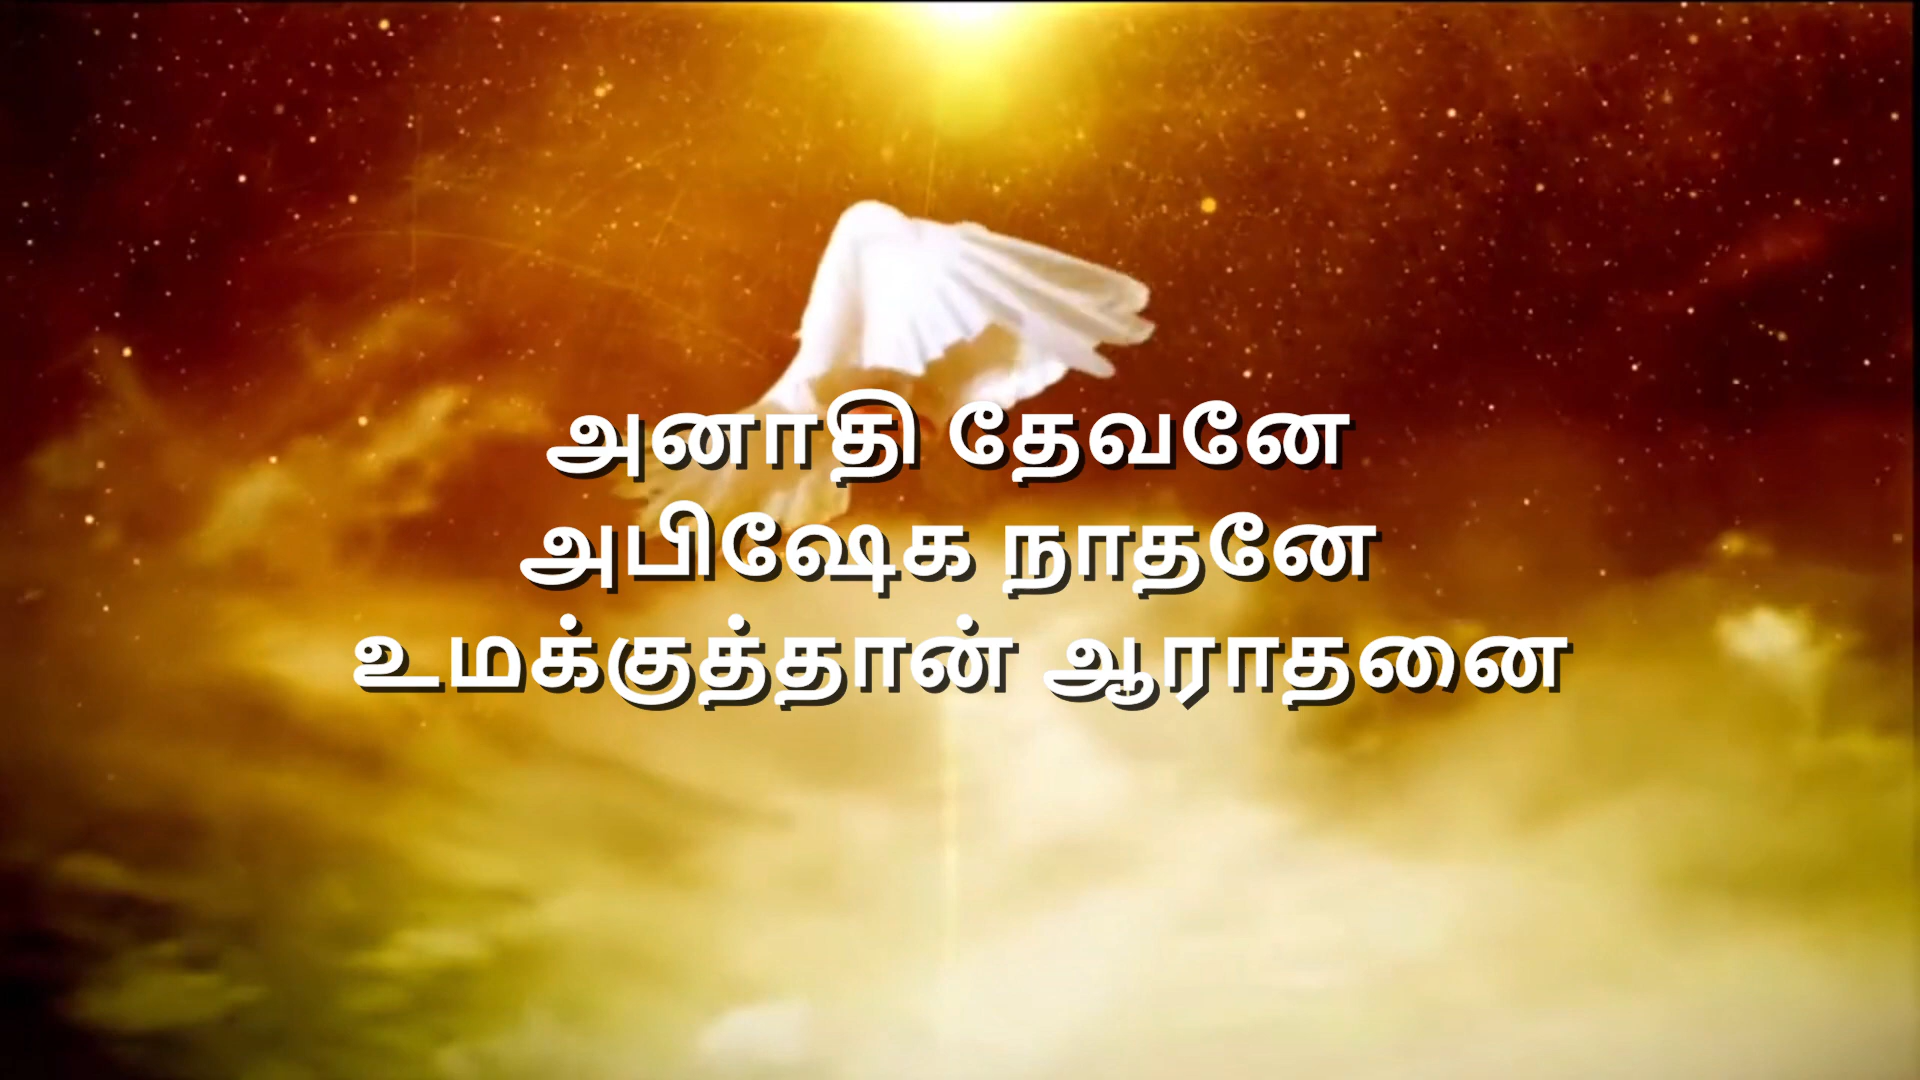 அனாதி தேவனே
அபிஷேக நாதனே
உமக்குத்தான் ஆராதனை